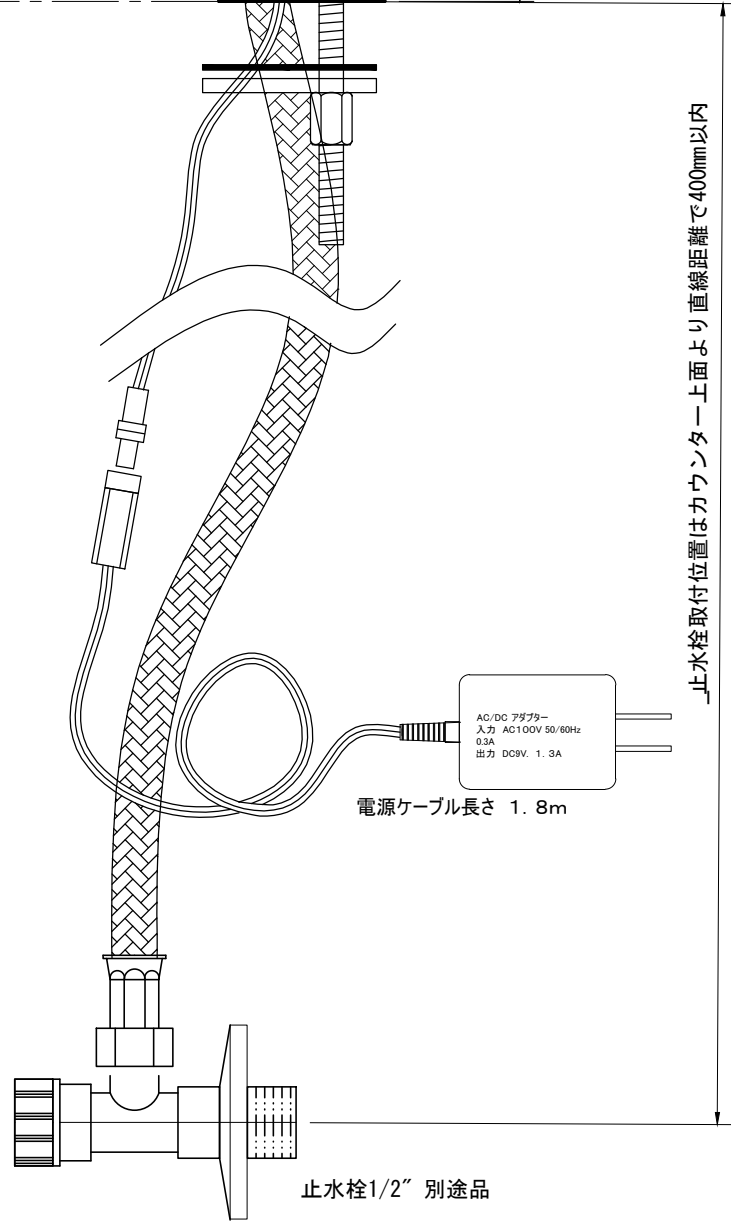 止水栓取付位置はカウンター上面より直線距離で400mm以内
AC/DC アダプター
入力 AC100V 50/60Hz
0.3A
出力 DC9V. 1. 3A
電源ケーブル長さ 1. 8m
止水栓1/2″ 別途品